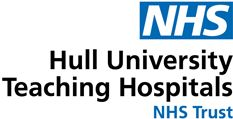 NHS
Hull University
Teaching Hospitals
NHS Trust